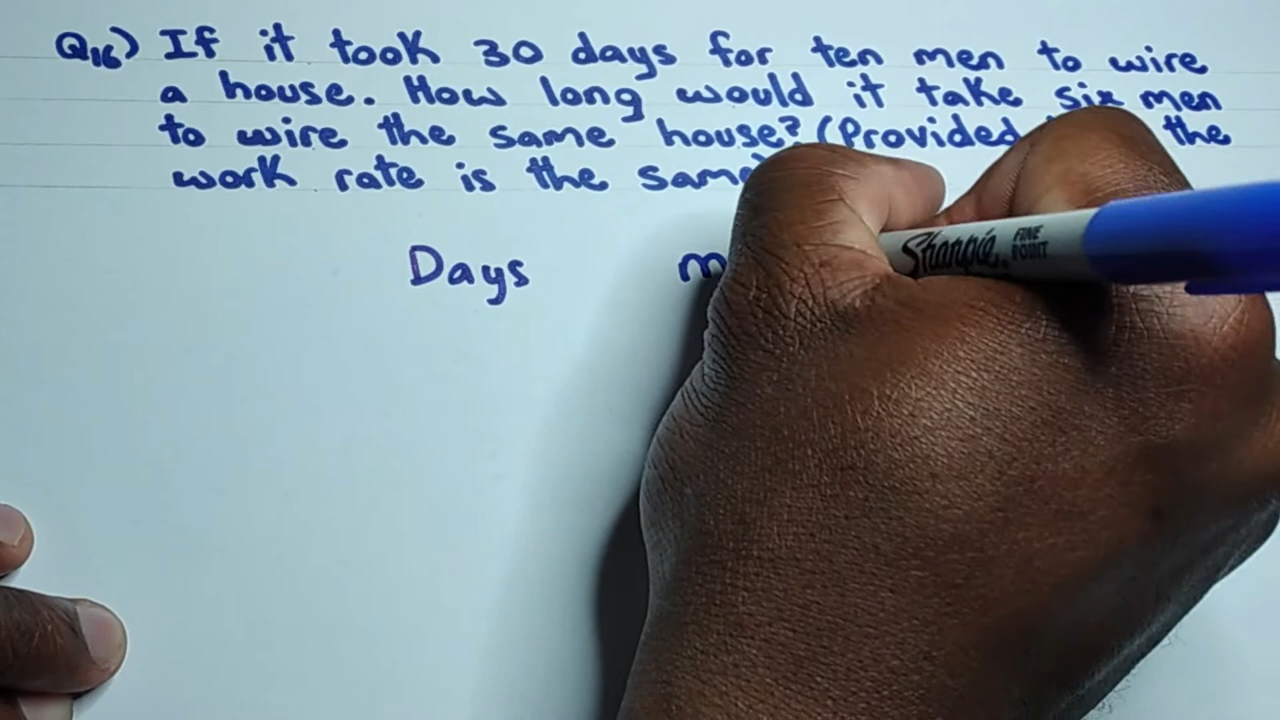 Q16) If it took 30 days for ten men to wire
a house. How long would it take six men
to wire the same house? (Provided the
work rate is the same
Days
Sharpie
FINE
POINT